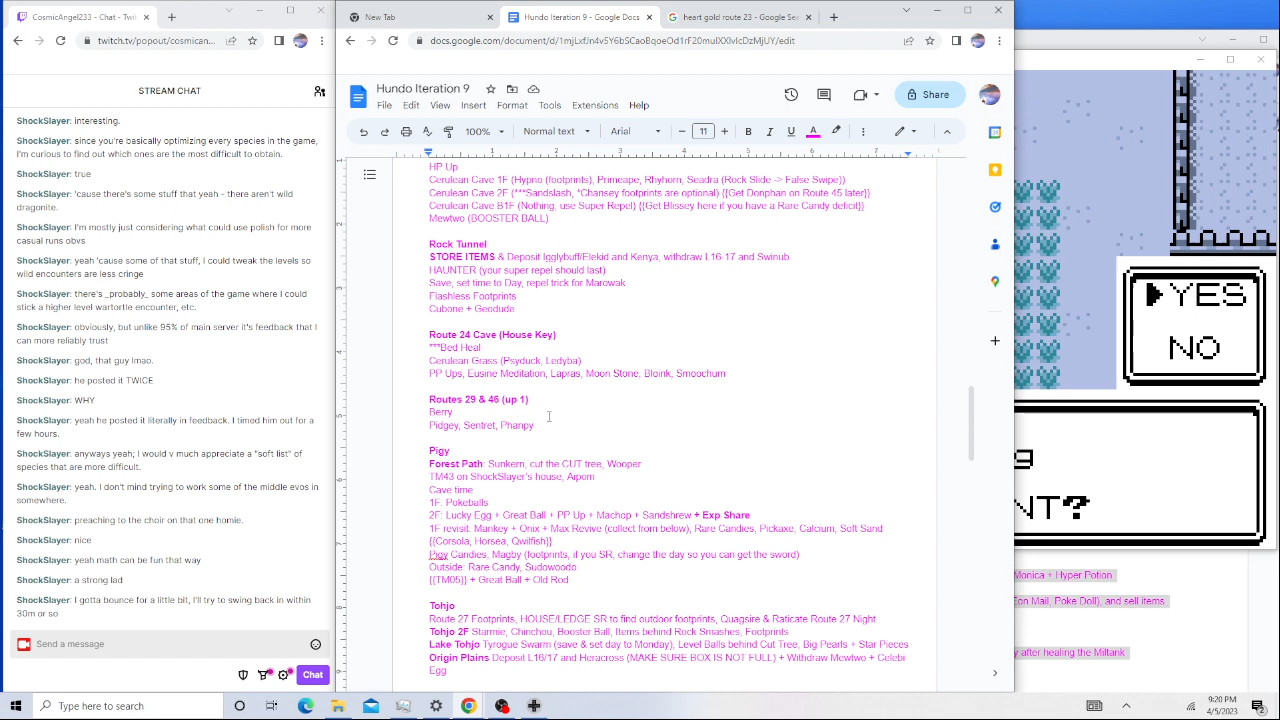 CosmicAngel233 - Chat - Twit
twitch.tv/popout/cosmican...
STREAM CHAT
ShockSlayer: interesting.
ShockSlayer: since you're basically optimizing every species in the game,
I'm curious to find out which ones are the most difficult to obtain.
ShockSlayer: true
ShockSlayer: 'cause there's some stuff that yeah - there aren't wild
dragonite.
ShockSlayer: I'm mostly just considering what could use polish for more
casual runs obvs
ShockSlayer: yeah 'cause some of that stuff, I could tweak the levels so
wild encounters are less cringe
ShockSlayer: there's _probably_ some areas of the game where I could
stick a higher level wartortle encounter, etc.
ShockSlayer: obviously, but unlike 95% of main server it's feedback that I
can more reliably trust
ShockSlayer: god, that guy lmao.
ShockSlayer: he posted it TWICE
ShockSlayer: WHY
ShockSlayer: yeah he posted it literally in feedback. I timed him out for a
few hours.
ShockSlayer: anyways yeah; I would v much appreciate a "soft list" of
species that are more difficult.
ShockSlayer: yeah. I don't mind trying to work some of the middle evos in
somewhere.
ShockSlayer: preaching to the choir on that one homie.
ShockSlayer: nice
ShockSlayer: yeah math can be fun that way
ShockSlayer: a strong lad
ShockSlayer: I gotta bounce for a little bit, I'll try to swing back in within
30m or so
Send a message
Chat
New Tab
Hundo Iteration 9 - Google Docs
heart gold route 23 - Google Sea
Hundo Iteration 9
Share
File Edit View Insert Format Tools Extensions Help
100% Normal text Arial 11 B I U A
1 2 3 4 5 6 7
HP Up
Cerulean Cave 1F (Hypno (footprints), Primeape, Rhyhorn, Seadra (Rock Slide -> False Swipe))
Cerulean Cave 2F (***Sandslash, *Chansey footprints are optional) {{Get Donphan on Route 45 later}}
Cerulean Cave B1F (Nothing, use Super Repel) {{Get Blissey here if you have a Rare Candy deficit}}
Mewtwo (BOOSTER BALL)
Rock Tunnel
STORE ITEMS & Deposit Igglybuff/Elekid and Kenya, withdraw L16-17 and Swinub
HAUNTER (your super repel should last)
Save, set time to Day, repel trick for Marowak
Flashless Footprints
Cubone + Geodude
Route 24 Cave (House Key)
***Bed Heal
Cerulean Grass (Psyduck, Ledyba)
PP Ups, Eusine Meditation, Lapras, Moon Stone, Bloink, Smoochum
Routes 29 & 46 (up 1)
Berry
Pidgey, Sentret, Phanpy
Pigy
Forest Path: Sunkern, cut the CUT tree, Wooper
TM43 on ShockSlayer's house, Aipom
Cave time
1F: Pokeballs
2F: Lucky Egg + Great Ball + PP Up + Machop + Sandshrew + Exp Share
1F revisit: Mankey + Onix + Max Revive (collect from below), Rare Candies, Pickaxe, Calcium, Soft Sand
{{Corsola, Horsea, Qwilfish}}
Pigy Candies, Magby (footprints, if you SR, change the day so you can get the sword)
Outside: Rare Candy, Sudowoodo
{{TM05}} + Great Ball + Old Rod
Tohjo
Route 27 Footprints, HOUSE/LEDGE SR to find outdoor footprints, Quagsire & Raticate Route 27 Night
Tohjo 2F Starmie, Chinchou, Booster Ball, Items behind Rock Smashes, Footprints
Lake Tohjo Tyrogue Swarm (save & set day to Monday), Level Balls behind Cut Tree, Big Pearls + Star Pieces
Origin Plains Deposit L16/17 and Heracross (MAKE SURE BOX IS NOT FULL) + Withdraw Mewtwo + Celebi
Egg
YES
NO
NT?
Monica + Hyper Potion
Eon Mail, Poke Doll), and sell items
y after healing the Miltank
Type here to search
9:20 PM
4/5/2023